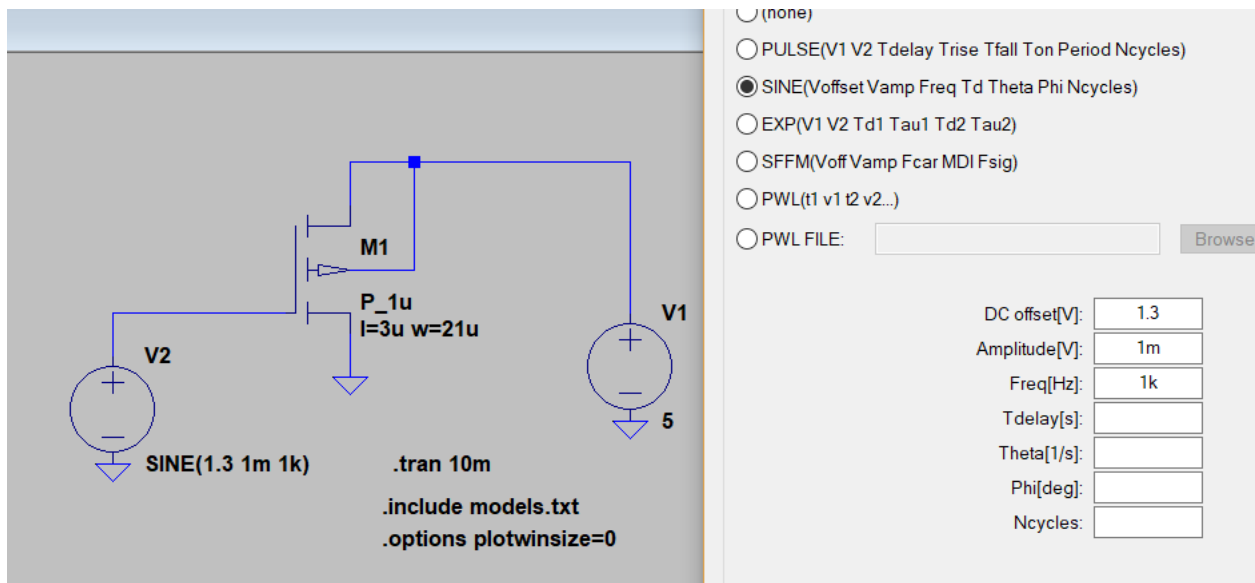 (none)
PULSE(V1 V2 Tdelay Trise Tfall Ton Period Ncycles)
SINE(Voffset Vamp Freq Td Theta Phi Ncycles)
EXP(V1 V2 Td1 Tau1 Td2 Tau2)
SFFM(Voff Vamp Fcar MDI Fsig)
PWL(t1 v1 t2 v2...)
PWL FILE: Browse
DC offset[V]: 1.3
Amplitude[V]: 1m
Freq[Hz]: 1k
Tdelay[s]:
Theta[1/s]:
Phi[deg]:
Ncycles:
M1
P_1u
l=3u w=21u
V1
5
V2
SINE(1.3 1m 1k)
.tran 10m
.include models.txt
.options plotwinsize=0